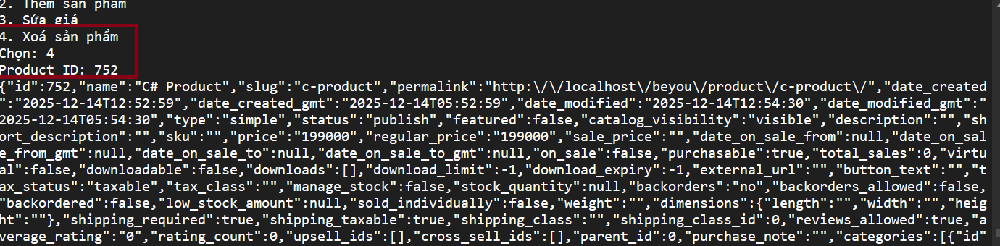 2. Thêm sản phẩm
3. Sửa giá
4. Xoá sản phẩm
Chọn: 4
Product ID: 752
{"id":752,"name":"C# Product","slug":"c-product","permalink":"http:\/\/localhost\/beyou\/product\/c-product\/","date_created
":"2025-12-14T12:52:59","date_created_gmt":"2025-12-14T05:52:59","date_modified":"2025-12-14T12:54:30","date_modified_gmt":"
2025-12-14T05:54:30","type":"simple","status":"publish","featured":false,"catalog_visibility":"visible","description":"","sh
ort_description":"","sku":"","price":"199000","regular_price":"199000","sale_price":"","date_on_sale_from":null,"date_on_sal
e_from_gmt":null,"date_on_sale_to":null,"date_on_sale_to_gmt":null,"on_sale":false,"purchasable":true,"total_sales":0,"virtu
al":false,"downloadable":false,"downloads":[],"download_limit":-1,"download_expiry":-1,"external_url":"","button_text":"","t
ax_status":"taxable","tax_class":"","manage_stock":false,"stock_quantity":null,"backorders":"no","backorders_allowed":false,
"backordered":false,"low_stock_amount":null,"sold_individually":false,"weight":"","dimensions":{"length":"","width":"","heig
ht":""},"shipping_required":true,"shipping_taxable":true,"shipping_class":"","shipping_class_id":0,"reviews_allowed":true,"a
verage_rating":"0","rating_count":0,"upsell_ids":[],"cross_sell_ids":[],"parent_id":0,"purchase_note":"","categories":[{"id"